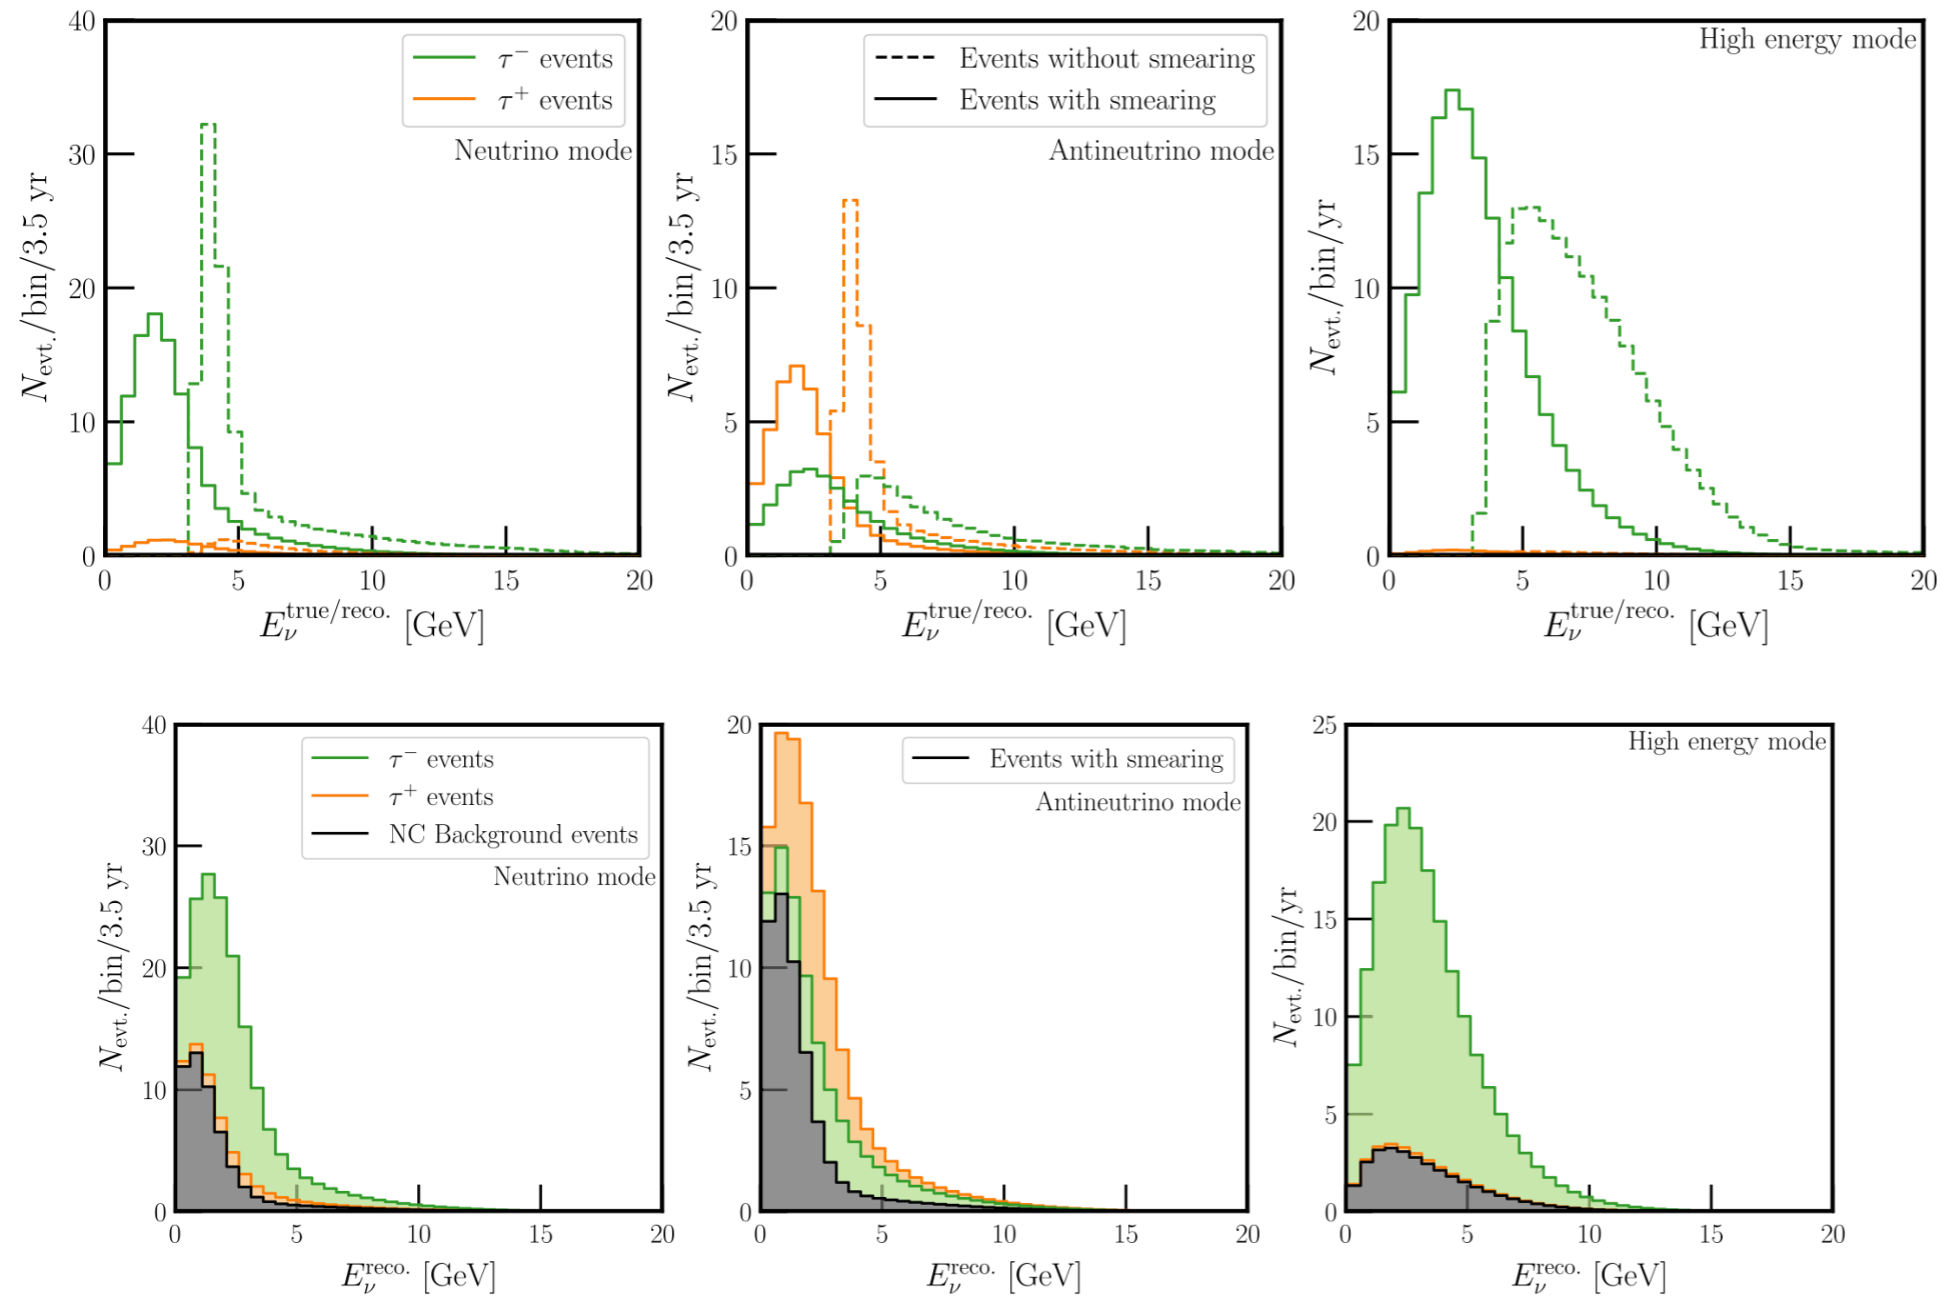 40
30
20
10
0
0 5 10 15 20
N_evt./bin/3.5 yr
E_ν^true/reco. [GeV]
τ⁻ events
τ⁺ events
Neutrino mode
20
15
10
5
0
0 5 10 15 20
N_evt./bin/3.5 yr
E_ν^true/reco. [GeV]
Events without smearing
Events with smearing
Antineutrino mode
20
15
10
5
0
0 5 10 15 20
N_evt./bin/yr
E_ν^true/reco. [GeV]
High energy mode
40
30
20
10
0
0 5 10 15 20
N_evt./bin/3.5 yr
E_ν^reco. [GeV]
τ⁻ events
τ⁺ events
NC Background events
Neutrino mode
20
15
10
5
0
0 5 10 15 20
N_evt./bin/3.5 yr
E_ν^reco. [GeV]
Events with smearing
Antineutrino mode
25
20
15
10
5
0
0 5 10 15 20
N_evt./bin/yr
E_ν^reco. [GeV]
High energy mode